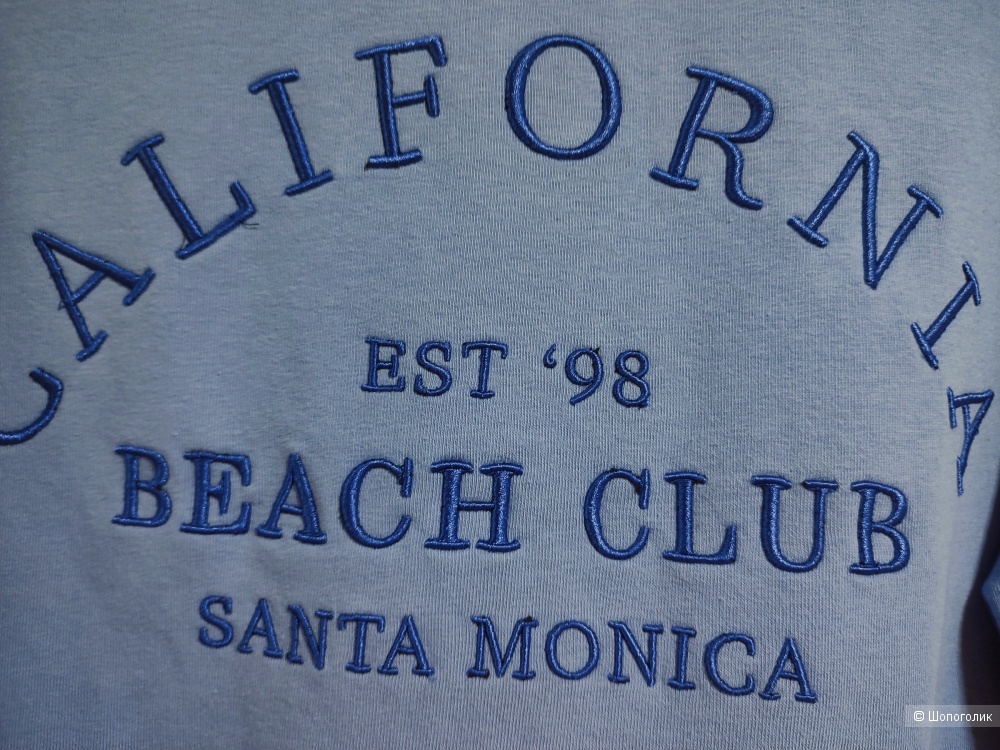 CALIFORNIA
EST ‘98
BEACH CLUB
SANTA MONICA
© Шопоголик